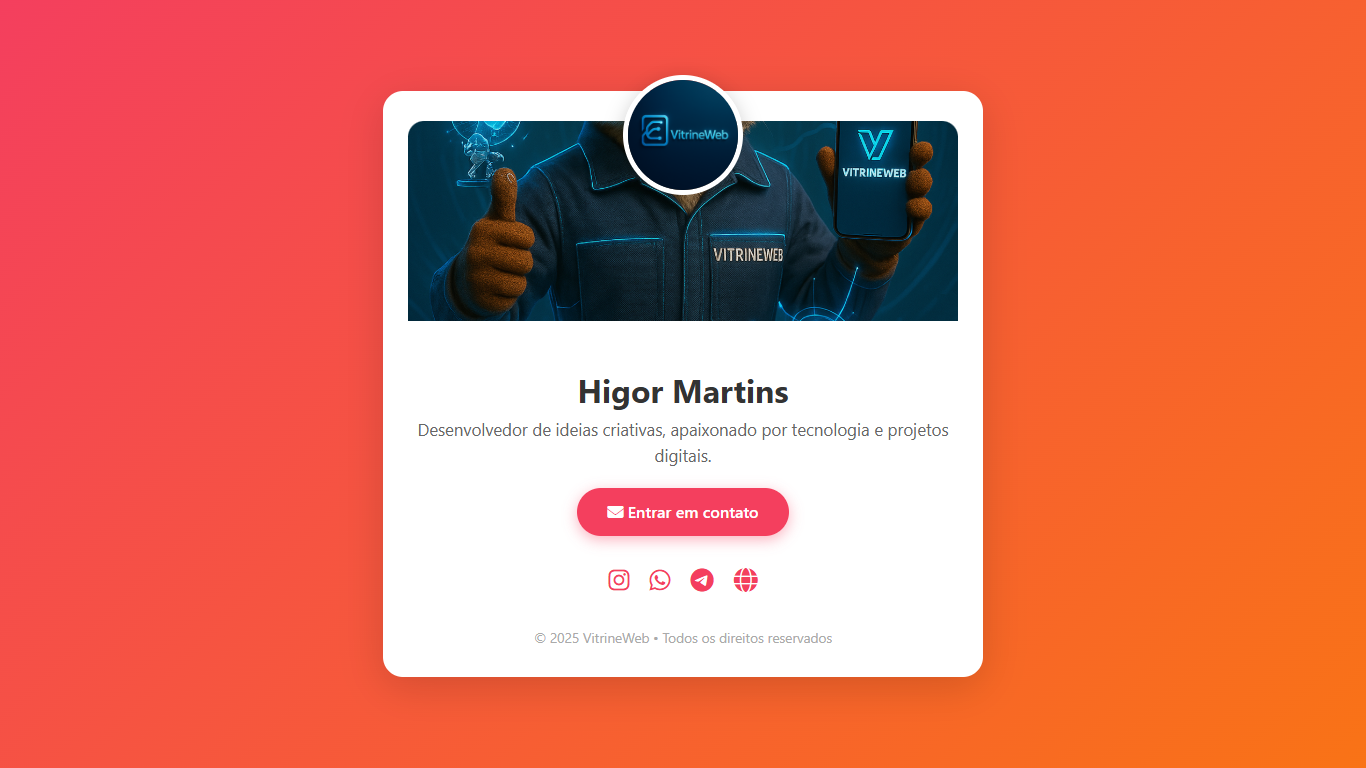 VitrineWeb
VITRINEWEB
VITRINEWEB
Higor Martins
Desenvolvedor de ideias criativas, apaixonado por tecnologia e projetos
digitais.
Entrar em contato
© 2025 VitrineWeb • Todos os direitos reservados